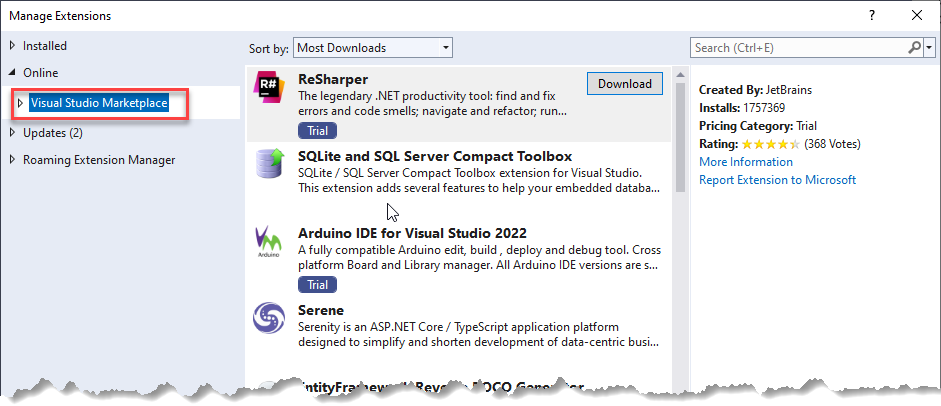 Manage Extensions
?
Installed
Online
Visual Studio Marketplace
Updates (2)
Roaming Extension Manager
Sort by: Most Downloads
R#
ReSharper
Download
The legendary .NET productivity tool: find and fix
errors and code smells; navigate and refactor; run...
Trial
SQLite and SQL Server Compact Toolbox
SQLite / SQL Server Compact Toolbox extension for Visual Studio.
This extension adds several features to help your embedded databa...
VM
Arduino
Arduino IDE for Visual Studio 2022
A fully compatible Arduino edit, build , deploy and debug tool. Cross
platform Board and Library manager. All Arduino IDE versions are s...
Trial
Serene
Serenity is an ASP.NET Core / TypeScript application platform
designed to simplify and shorten development of data-centric busi...
EntityFramework Reverse POCO Generator
Search (Ctrl+E)
Created By: JetBrains
Installs: 1757369
Pricing Category: Trial
Rating: (368 Votes)
More Information
Report Extension to Microsoft